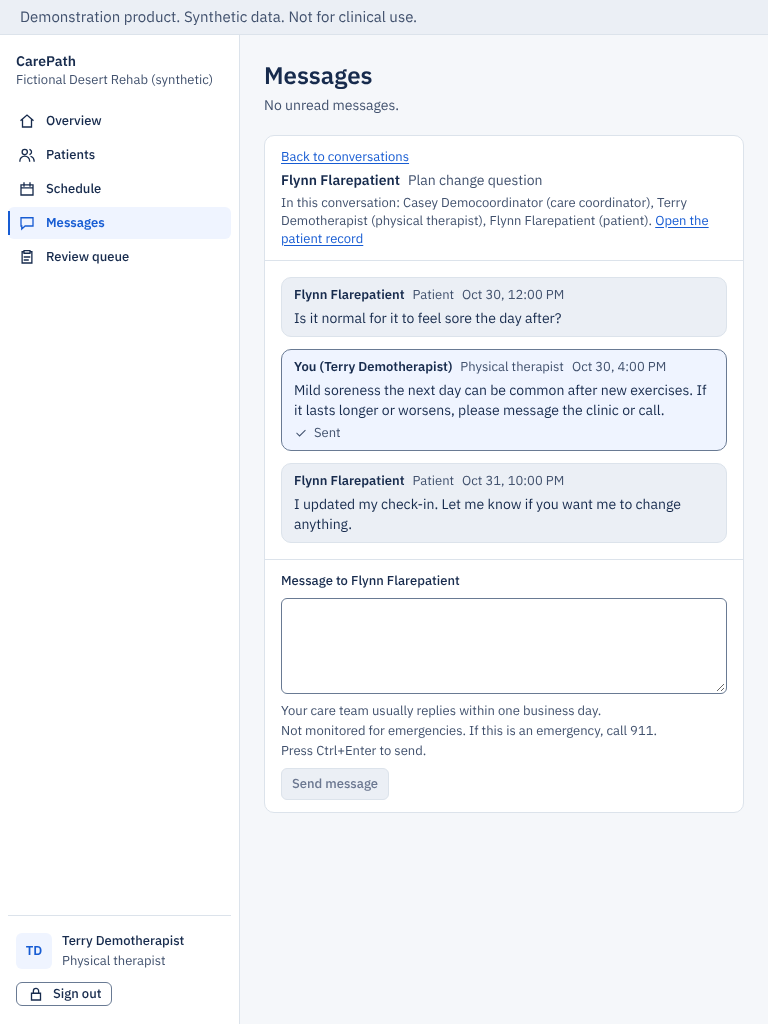 Demonstration product. Synthetic data. Not for clinical use.
CarePath
Fictional Desert Rehab (synthetic)
Overview
Patients
Schedule
Messages
Review queue
Terry Demotherapist
TD
Physical therapist
Sign out
Messages
No unread messages.
Back to conversations
Flynn Flarepatient Plan change question
In this conversation: Casey Democoordinator (care coordinator), Terry
Demotherapist (physical therapist), Flynn Flarepatient (patient). Open the
patient record
Flynn Flarepatient Patient Oct 30, 12:00 PM
Is it normal for it to feel sore the day after?
You (Terry Demotherapist) Physical therapist Oct 30, 4:00 PM
Mild soreness the next day can be common after new exercises. If
it lasts longer or worsens, please message the clinic or call.
Sent
Flynn Flarepatient Patient Oct 31, 10:00 PM
I updated my check-in. Let me know if you want me to change
anything.
Message to Flynn Flarepatient
Your care team usually replies within one business day.
Not monitored for emergencies. If this is an emergency, call 911.
Press Ctrl+Enter to send.
Send message